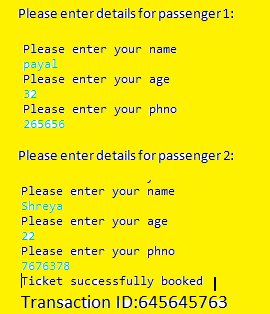 Please enter details for passenger 1:
Please enter your name
payal
Please enter your age
32
Please enter your phno
265656
Please enter details for passenger 2:
Please enter your name
Shreya
Please enter your age
22
Please enter your phno
7676378
Ticket successfully booked
Transaction ID:645645763